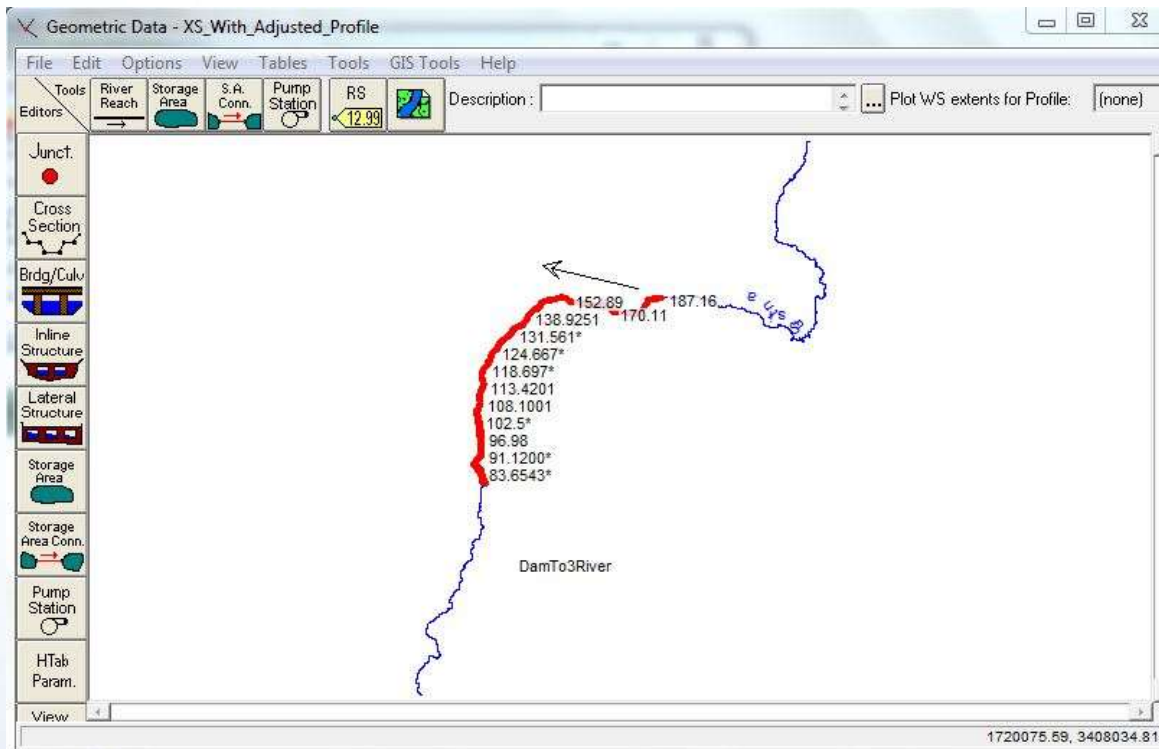 Geometric Data - XS_With_Adjusted_Profile
File Edit Options View Tables Tools GIS Tools Help
Tools
Editors
River
Reach
Storage
Area
S.A.
Conn.
Pump
Station
RS
12.99
Description :
...
Plot WS extents for Profile:
(none)
Junct.
Cross
Section
Brdg/Culv
Inline
Structure
Lateral
Structure
Storage
Area
Storage
Area Conn.
Pump
Station
HTab
Param.
View
152.89
187.16
170.11
138.9251
131.561*
124.667*
118.697*
113.4201
108.1001
102.5*
96.98
91.1200*
83.6543*
DamTo3River
1720075.59, 3408034.81